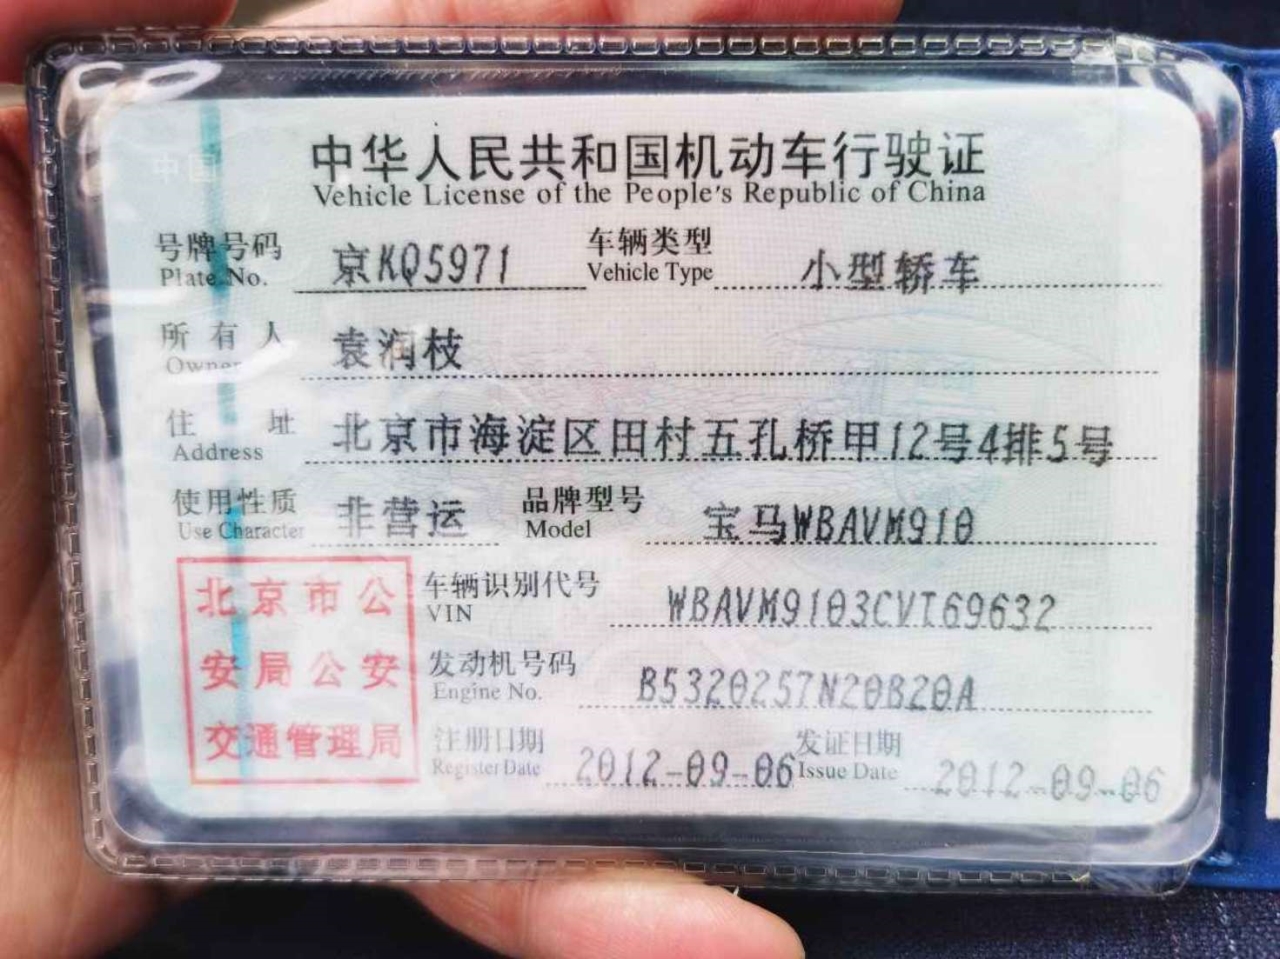 中国
中华人民共和国机动车行驶证
Vehicle License of the People's Republic of China
号牌号码 京KQ5971 车辆类型 小型轿车
Plate No. Vehicle Type
所有人 袁润枝
Owner
住址 北京市海淀区田村五孔桥甲12号4排5号
Address
使用性质 非营运 品牌型号 宝马WBAVM910
Use Character Model
北京市公
安局公安
交通管理局
车辆识别代号 WBAVM9103CVT69632
VIN
发动机号码 B5320257N20B20A
Engine No.
注册日期 2012-09-06 发证日期 2012-09-06
Register Date Issue Date